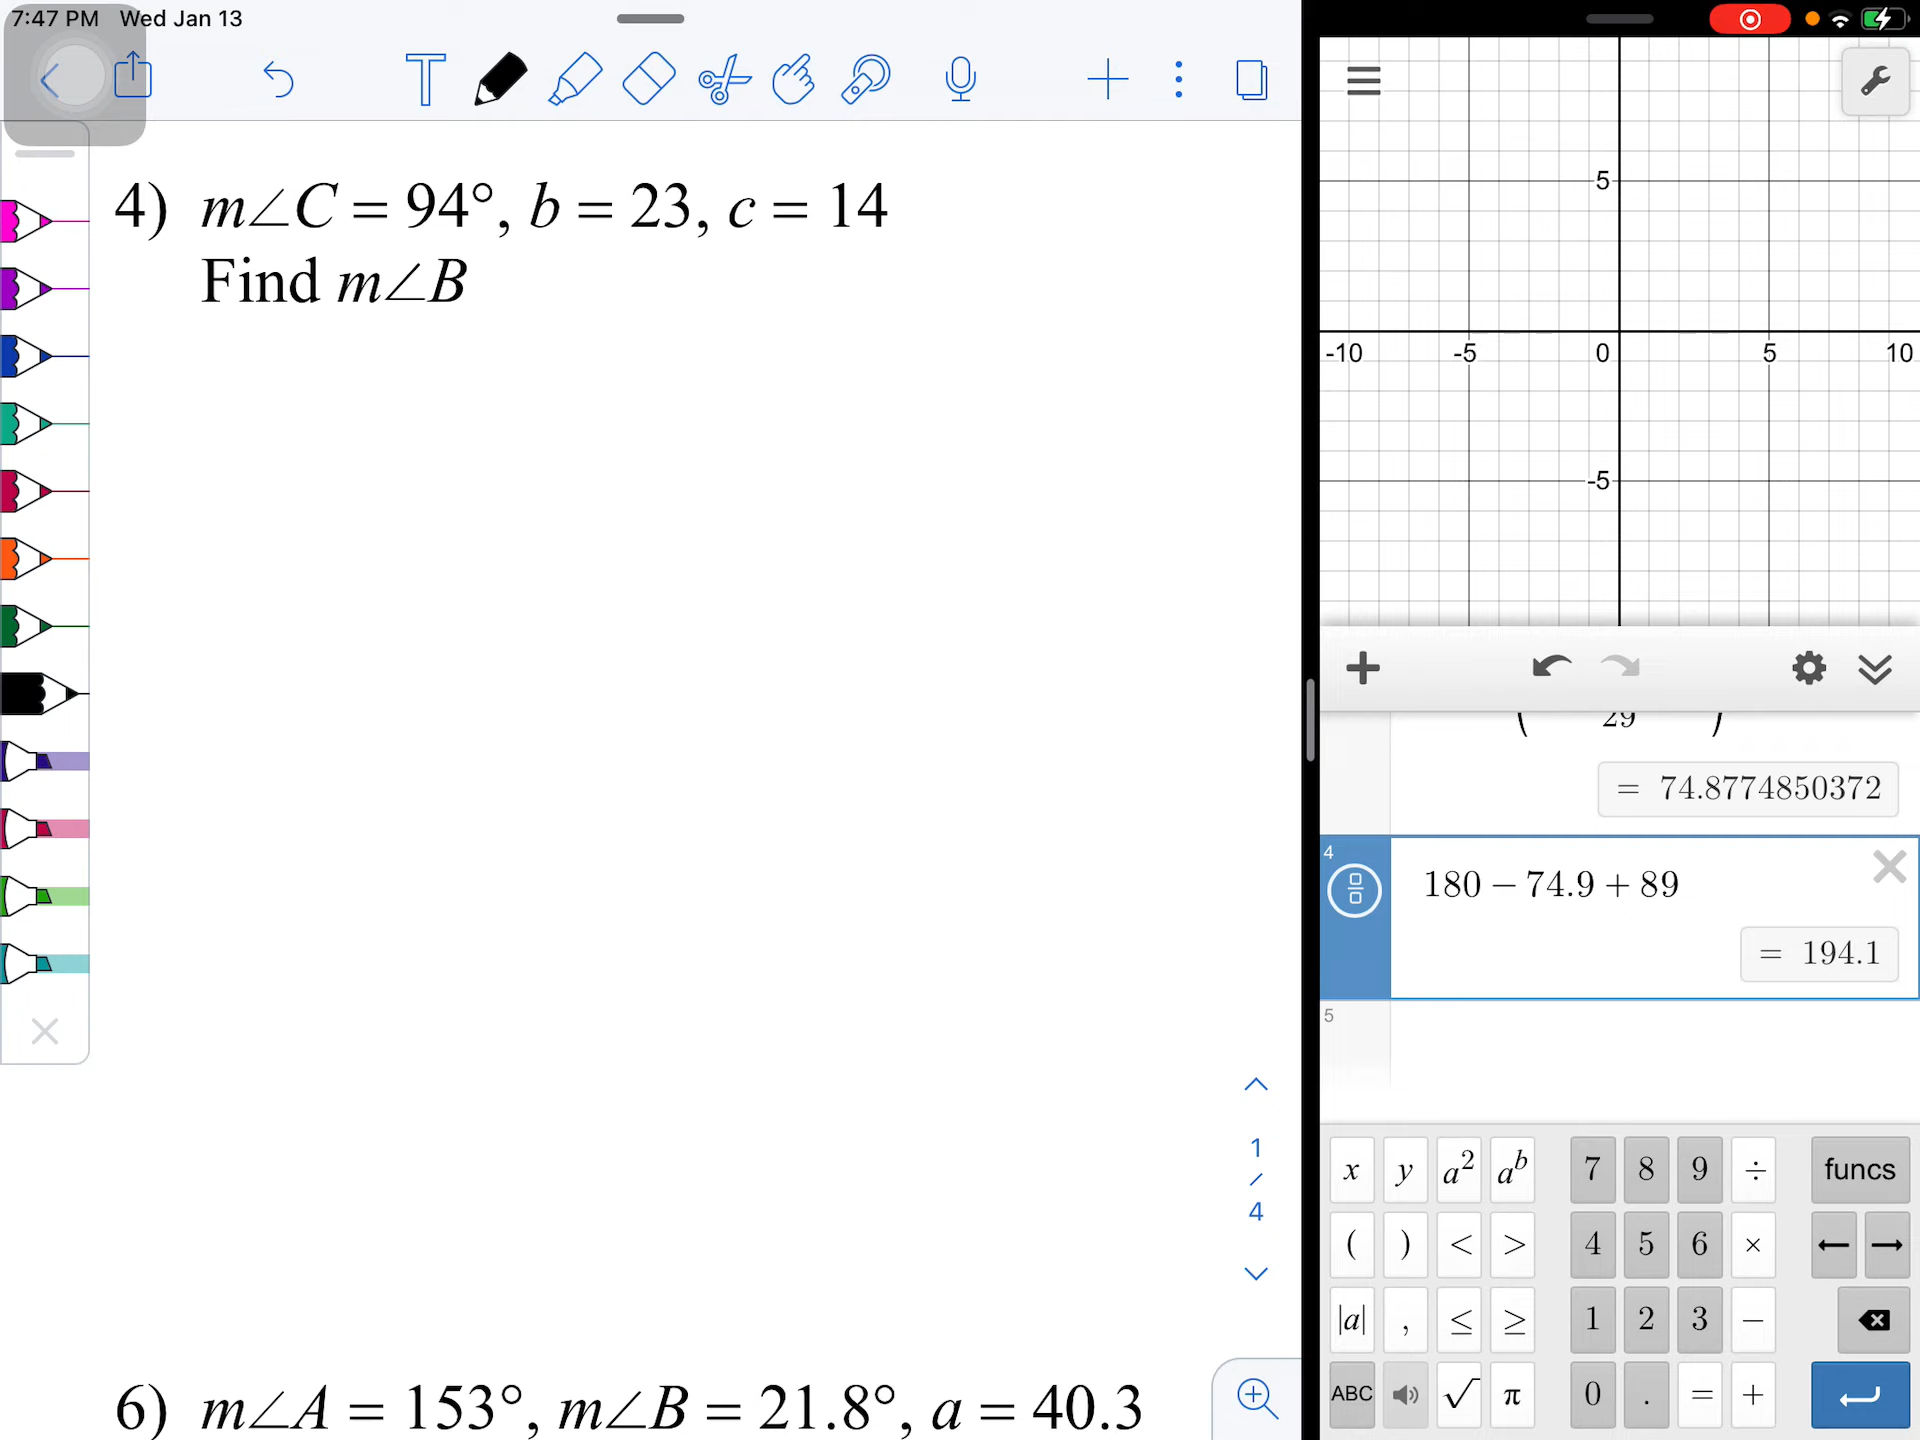 7:47 PM Wed Jan 13
4) m∠C = 94°, b = 23, c = 14
Find m∠B
1
/
4
6) m∠A = 153°, m∠B = 21.8°, a = 40.3
5
-10 -5 0 5 10
-5
( 29 )
= 74.8774850372
4
180 − 74.9 + 89
= 194.1
5
x y a² aᵇ 7 8 9 ÷ funcs
( ) < > 4 5 6 × ← →
|a| , ≤ ≥ 1 2 3 −
ABC √ π 0 . = +